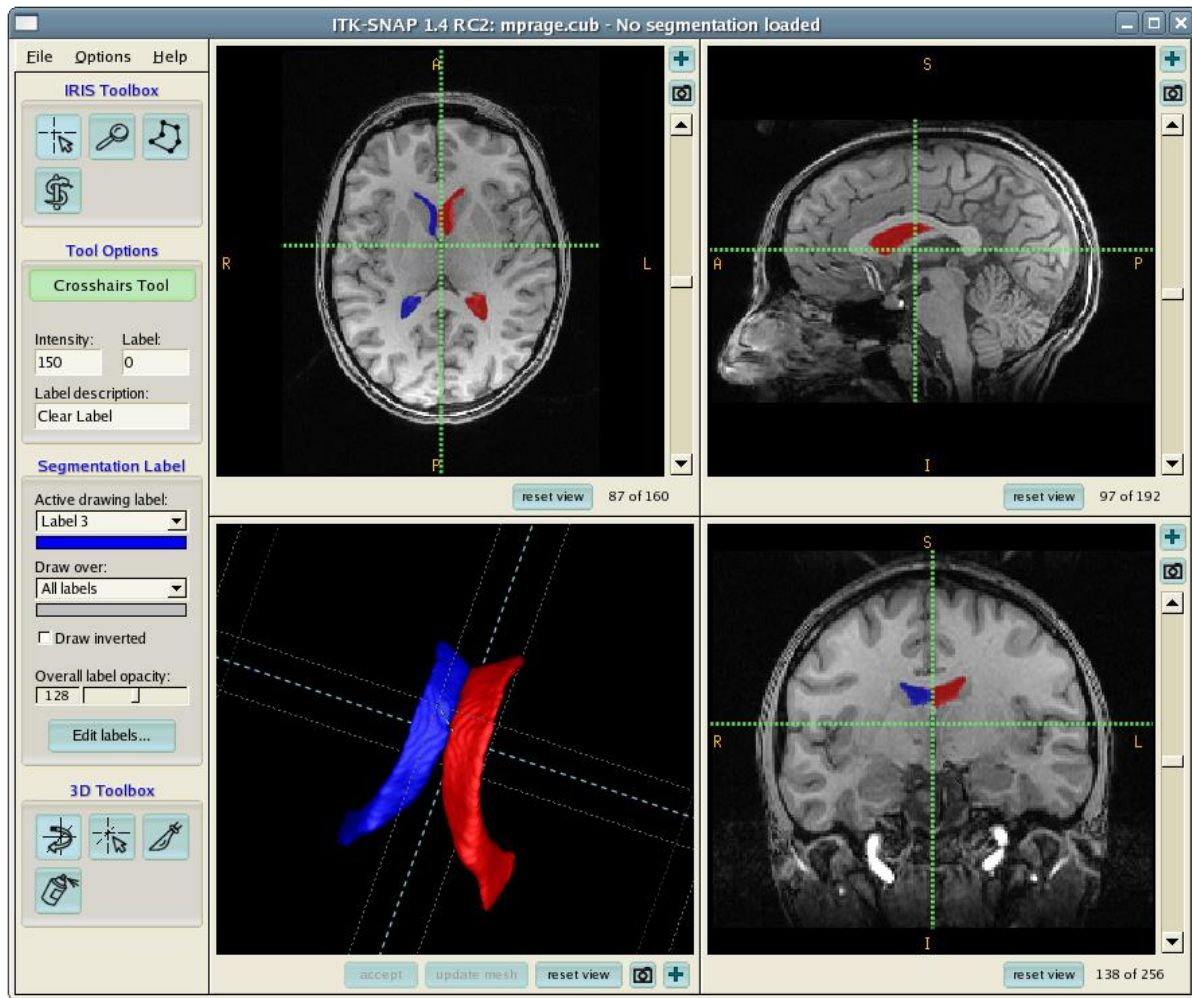 ITK-SNAP 1.4 RC2: mprage.cub - No segmentation loaded
File Options Help
IRIS Toolbox
Tool Options
Crosshairs Tool
Intensity: Label:
150 0
Label description:
Clear Label
Segmentation Label
Active drawing label:
Label 3
Draw over:
All labels
Draw inverted
Overall label opacity:
128
Edit labels...
3D Toolbox
A
R
L
P
reset view 87 of 160
S
A
P
I
reset view 97 of 192
accept update mesh reset view
S
R
L
I
reset view 138 of 256